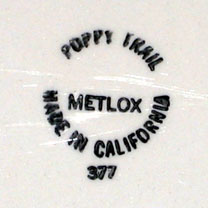 POPPY TRAIL
METLOX
MADE IN CALIFORNIA
377